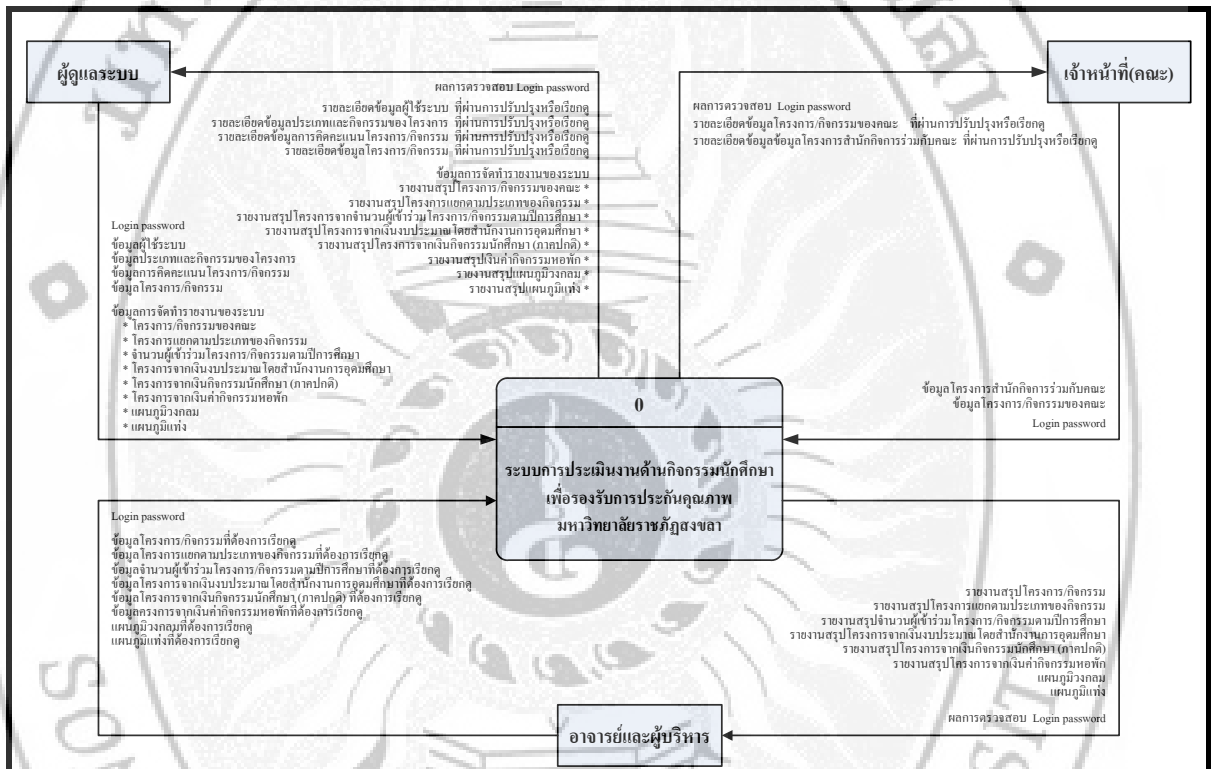 ผู้ดูแลระบบ
เจ้าหน้าที่(คณะ)
ผลการตรวจสอบ Login password
รายละเอียดข้อมูลผู้ใช้ระบบ ที่ผ่านการปรับปรุงหรือเรียกดู
รายละเอียดข้อมูลประเภทและกิจกรรมของโครงการ ที่ผ่านการปรับปรุงหรือเรียกดู
รายละเอียดข้อมูลการคิดคะแนนโครงการ/กิจกรรม ที่ผ่านการปรับปรุงหรือเรียกดู
รายละเอียดข้อมูลโครงการ/กิจกรรม ที่ผ่านการปรับปรุงหรือเรียกดู
ข้อมูลการจัดทำรายงานของระบบ
รายงานสรุปโครงการ/กิจกรรมของคณะ *
รายงานสรุปโครงการแยกตามประเภทของกิจกรรม *
รายงานสรุปโครงการจากจำนวนผู้เข้าร่วมโครงการ/กิจกรรมตามปีการศึกษา *
รายงานสรุปโครงการจากเงินงบประมาณโดยสำนักงานการอุดมศึกษา *
รายงานสรุปโครงการจากเงินกิจกรรมนักศึกษา (ภาคปกติ) *
รายงานสรุปเงินค่ากิจกรรมหอพัก *
รายงานสรุปแผนภูมิวงกลม *
รายงานสรุปแผนภูมิแท่ง *
ผลการตรวจสอบ Login password
รายละเอียดข้อมูลโครงการ/กิจกรรมของคณะ ที่ผ่านการปรับปรุงหรือเรียกดู
รายละเอียดข้อมูลข้อมูลโครงการสำนักกิจการร่วมกับคณะ ที่ผ่านการปรับปรุงหรือเรียกดู
Login password
ข้อมูลผู้ใช้ระบบ
ข้อมูลประเภทและกิจกรรมของโครงการ
ข้อมูลการคิดคะแนนโครงการ/กิจกรรม
ข้อมูลโครงการ/กิจกรรม
ข้อมูลการจัดทำรายงานของระบบ
* โครงการ/กิจกรรมของคณะ
* โครงการแยกตามประเภทของกิจกรรม
* จำนวนผู้เข้าร่วมโครงการ/กิจกรรมตามปีการศึกษา
* โครงการจากเงินงบประมาณโดยสำนักงานการอุดมศึกษา
* โครงการจากเงินกิจกรรมนักศึกษา (ภาคปกติ)
* โครงการจากเงินค่ากิจกรรมหอพัก
* แผนภูมิวงกลม
* แผนภูมิแท่ง
ข้อมูลโครงการสำนักกิจการร่วมกับคณะ
ข้อมูลโครงการ/กิจกรรมของคณะ
Login password
0
ระบบการประเมินงานด้านกิจกรรมนักศึกษา
เพื่อรองรับการประกันคุณภาพ
มหาวิทยาลัยราชภัฏสงขลา
Login password
ข้อมูลโครงการ/กิจกรรมที่ต้องการเรียกดู
ข้อมูลโครงการแยกตามประเภทของกิจกรรมที่ต้องการเรียกดู
ข้อมูลจำนวนผู้เข้าร่วมโครงการ/กิจกรรมตามปีการศึกษาที่ต้องการเรียกดู
ข้อมูลโครงการจากเงินงบประมาณโดยสำนักงานการอุดมศึกษาที่ต้องการเรียกดู
ข้อมูลโครงการจากเงินกิจกรรมนักศึกษา (ภาคปกติ) ที่ต้องการเรียกดู
ข้อมูลครงการจากเงินค่ากิจกรรมหอพักที่ต้องการเรียกดู
แผนภูมิวงกลมที่ต้องการเรียกดู
แผนภูมิแท่งที่ต้องการเรียกดู
รายงานสรุปโครงการ/กิจกรรม
รายงานสรุปโครงการแยกตามประเภทของกิจกรรม
รายงานสรุปจำนวนผู้เข้าร่วมโครงการ/กิจกรรมตามปีการศึกษา
รายงานสรุปโครงการจากเงินงบประมาณโดยสำนักงานการอุดมศึกษา
รายงานสรุปโครงการจากเงินกิจกรรมนักศึกษา (ภาคปกติ)
รายงานสรุปโครงการจากเงินค่ากิจกรรมหอพัก
แผนภูมิวงกลม
แผนภูมิแท่ง
ผลการตรวจสอบ Login password
อาจารย์และผู้บริหาร